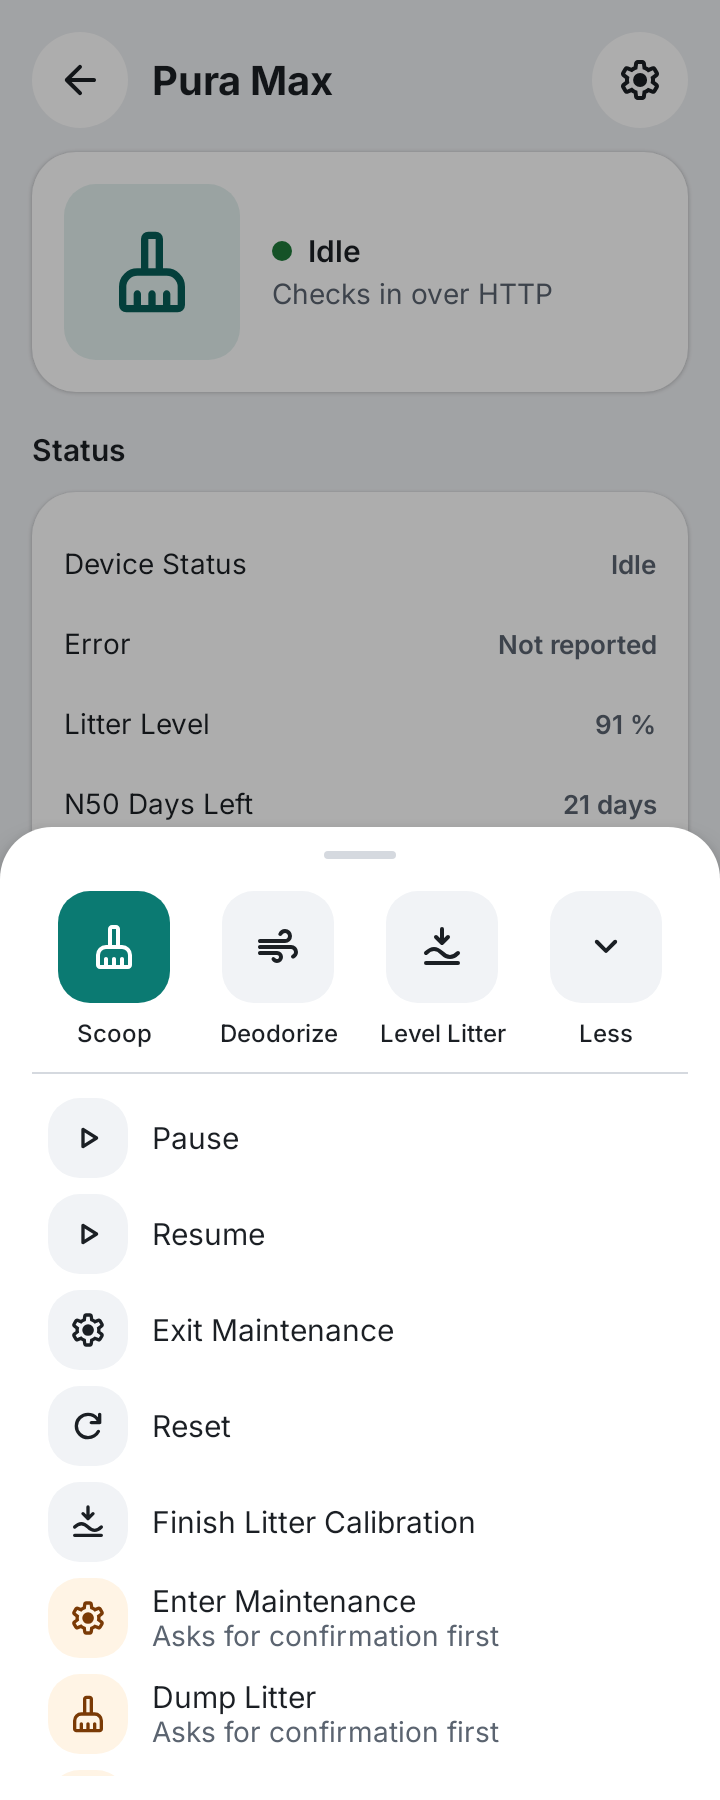 Pura Max
Idle
Checks in over HTTP
Status
Device Status
Idle
Error
Not reported
Litter Level
91 %
N50 Days Left
21 days
Scoop
Deodorize
Level Litter
Less
Pause
Resume
Exit Maintenance
Reset
Finish Litter Calibration
Enter Maintenance
Asks for confirmation first
Dump Litter
Asks for confirmation first